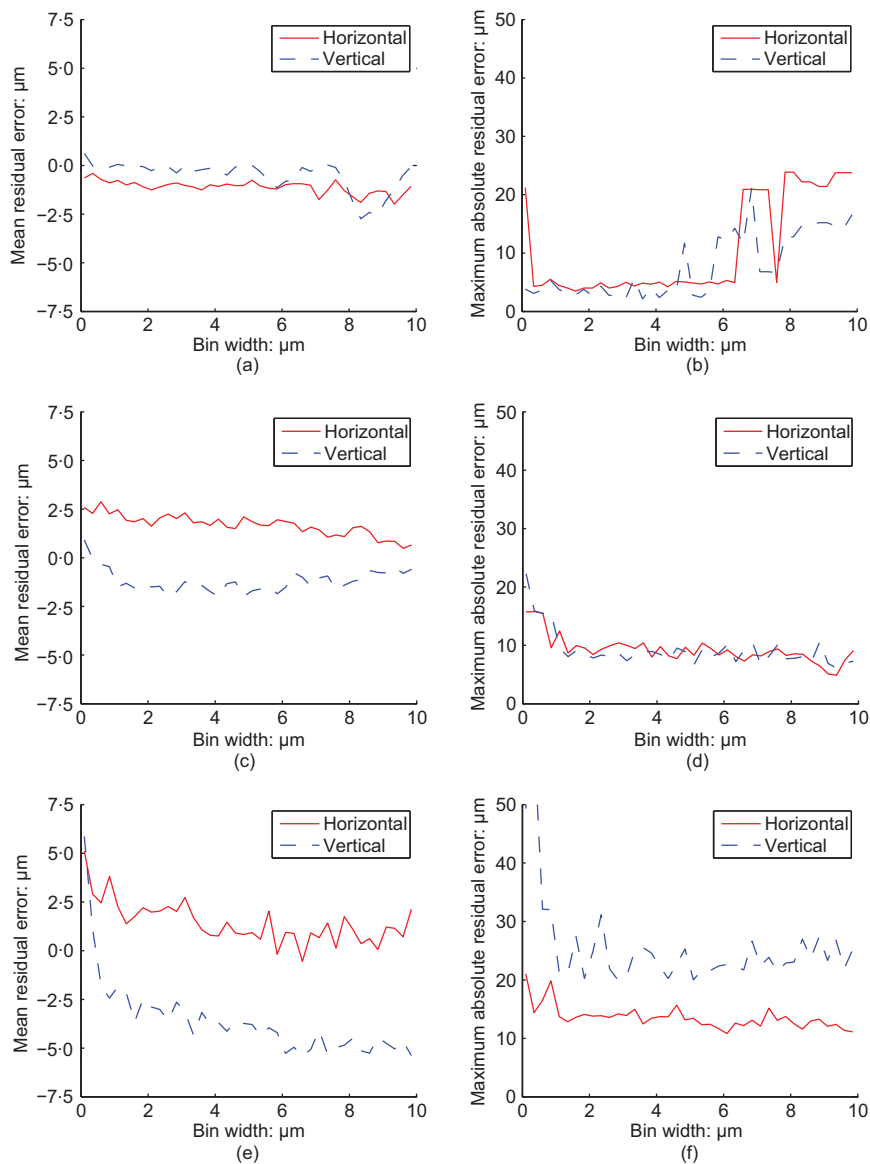 7·5
5·0
2·5
0·0
−2·5
−5·0
−7·5
Mean residual error: µm
Horizontal
Vertical
0 2 4 6 8 10
Bin width: µm
(a)
50
40
30
20
10
0
Maximum absolute residual error: µm
Horizontal
Vertical
0 2 4 6 8 10
Bin width: µm
(b)
7·5
5·0
2·5
0·0
−2·5
−5·0
−7·5
Mean residual error: µm
Horizontal
Vertical
0 2 4 6 8 10
Bin width: µm
(c)
50
40
30
20
10
0
Maximum absolute residual error: µm
Horizontal
Vertical
0 2 4 6 8 10
Bin width: µm
(d)
7·5
5·0
2·5
0·0
−2·5
−5·0
−7·5
Mean residual error: µm
Horizontal
Vertical
0 2 4 6 8 10
Bin width: µm
(e)
50
40
30
20
10
0
Maximum absolute residual error: µm
Horizontal
Vertical
0 2 4 6 8 10
Bin width: µm
(f)